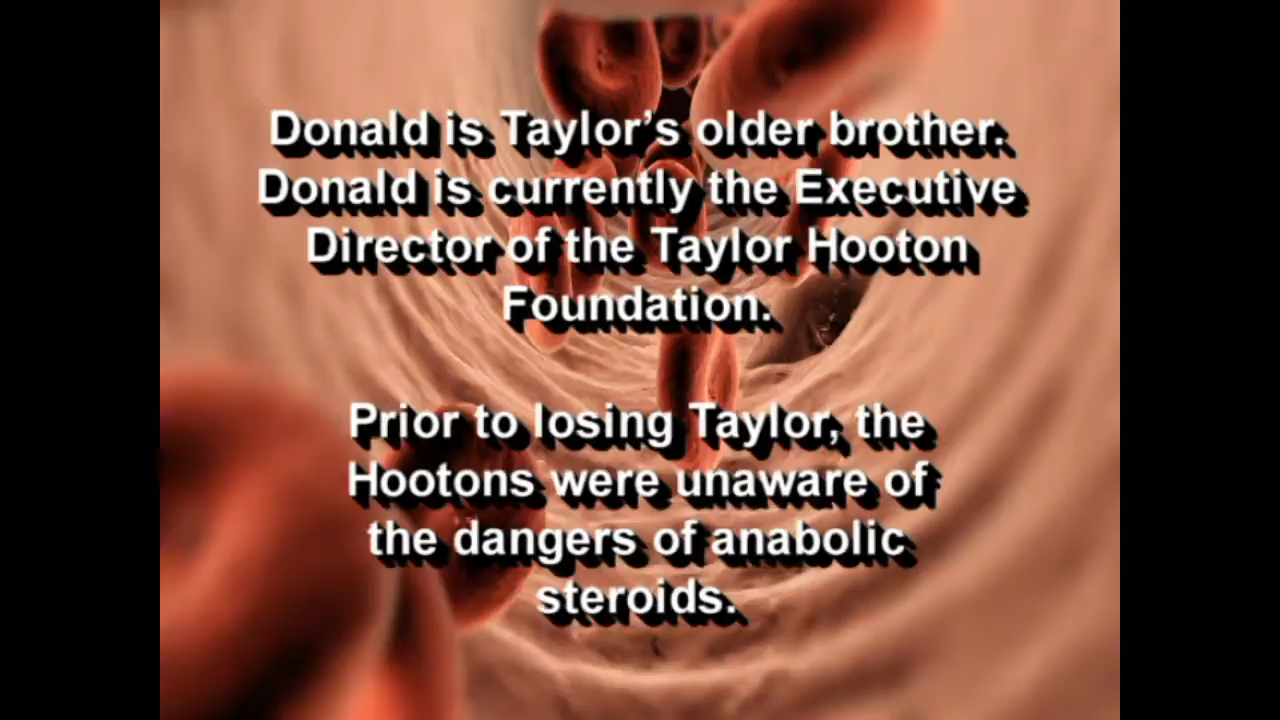 Donald is Taylor's older brother.
Donald is currently the Executive
Director of the Taylor Hooton
Foundation.
Prior to losing Taylor, the
Hootons were unaware of
the dangers of anabolic
steroids.